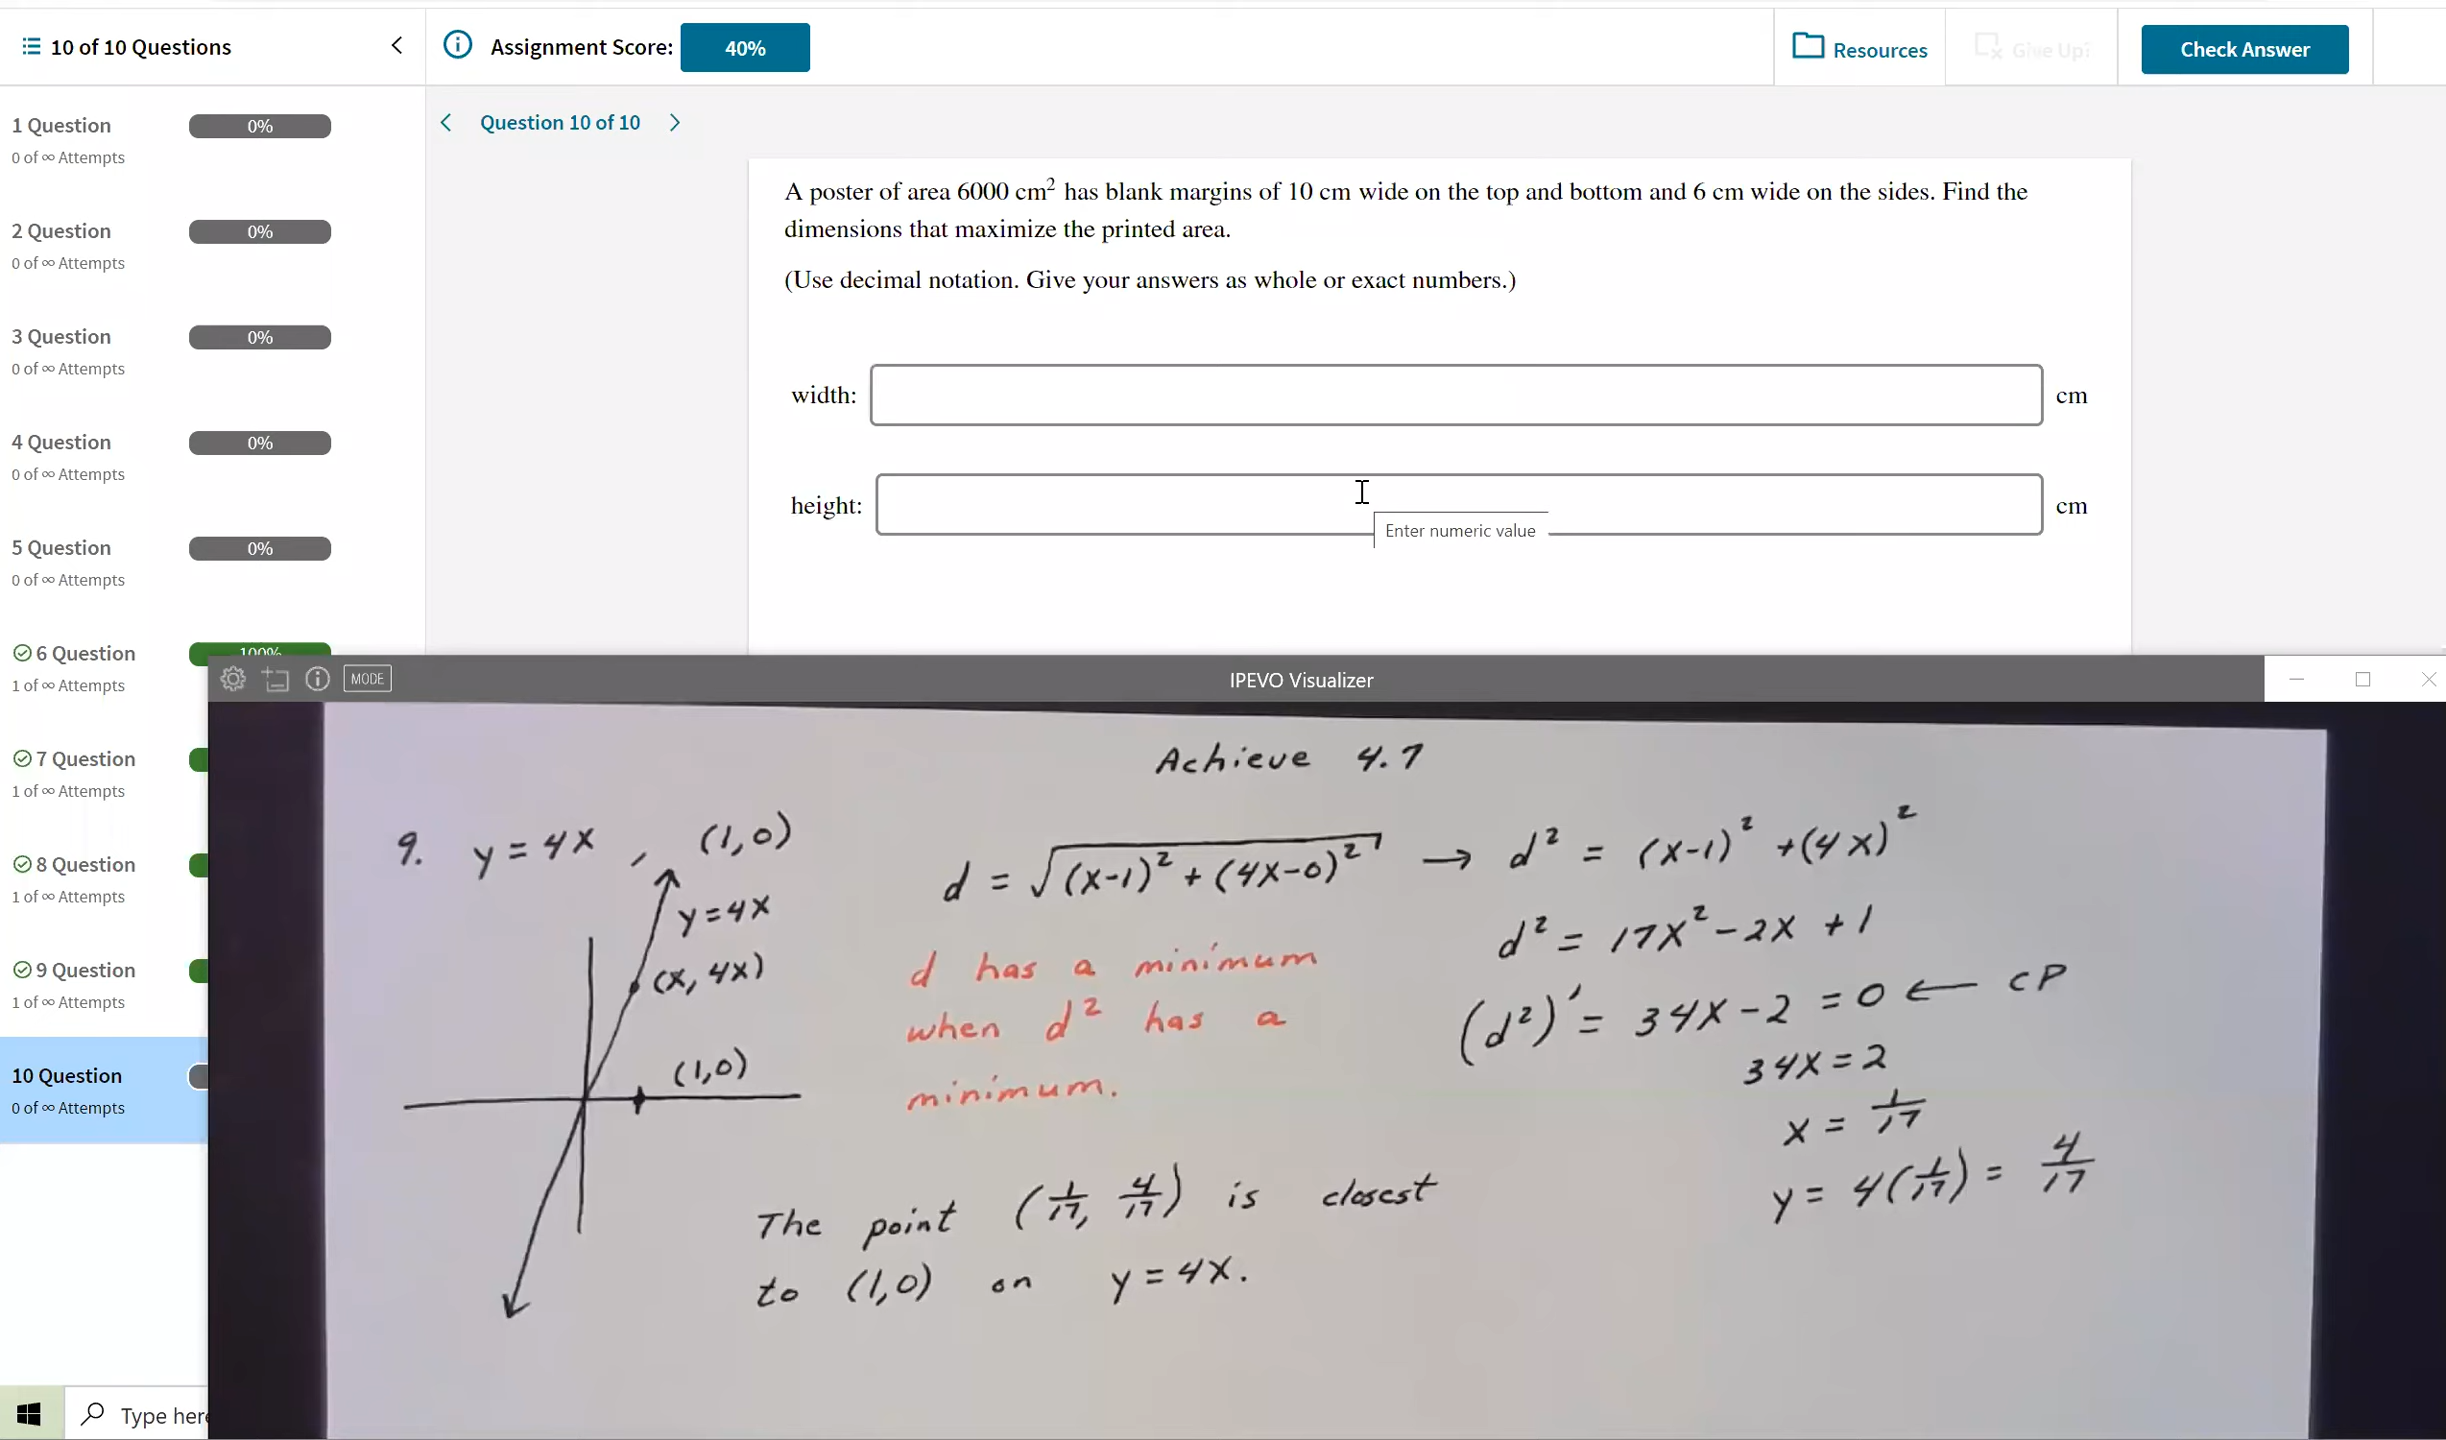 10 of 10 Questions
Assignment Score: 40%
Resources
Give Up?
Check Answer
1 Question 0%
0 of ∞ Attempts
2 Question 0%
0 of ∞ Attempts
3 Question 0%
0 of ∞ Attempts
4 Question 0%
0 of ∞ Attempts
5 Question 0%
0 of ∞ Attempts
6 Question 100%
1 of ∞ Attempts
7 Question
1 of ∞ Attempts
8 Question
1 of ∞ Attempts
9 Question
1 of ∞ Attempts
10 Question
0 of ∞ Attempts
Question 10 of 10
A poster of area 6000 cm² has blank margins of 10 cm wide on the top and bottom and 6 cm wide on the sides. Find the
dimensions that maximize the printed area.
(Use decimal notation. Give your answers as whole or exact numbers.)
width: cm
height: cm
Enter numeric value
MODE
IPEVO Visualizer
Achieve 4.7
9. y = 4x, (1,0)
y=4x
(x, 4x)
(1,0)
d = √((x-1)² + (4x-0)²) → d² = (x-1)² + (4x)²
d² = 17x² - 2x + 1
(d²)' = 34x - 2 = 0 ← CP
34x = 2
x = 1/17
y = 4(1/17) = 4/17
d has a minimum
when d² has a
minimum.
The point (1/17, 4/17) is closest
to (1,0) on y = 4x.
Type here